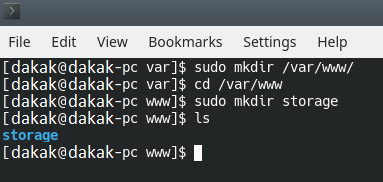 File Edit View Bookmarks Settings Help
[dakak@dakak-pc var]$ sudo mkdir /var/www/
[dakak@dakak-pc var]$ cd /var/www
[dakak@dakak-pc www]$ sudo mkdir storage
[dakak@dakak-pc www]$ ls
storage
[dakak@dakak-pc www]$